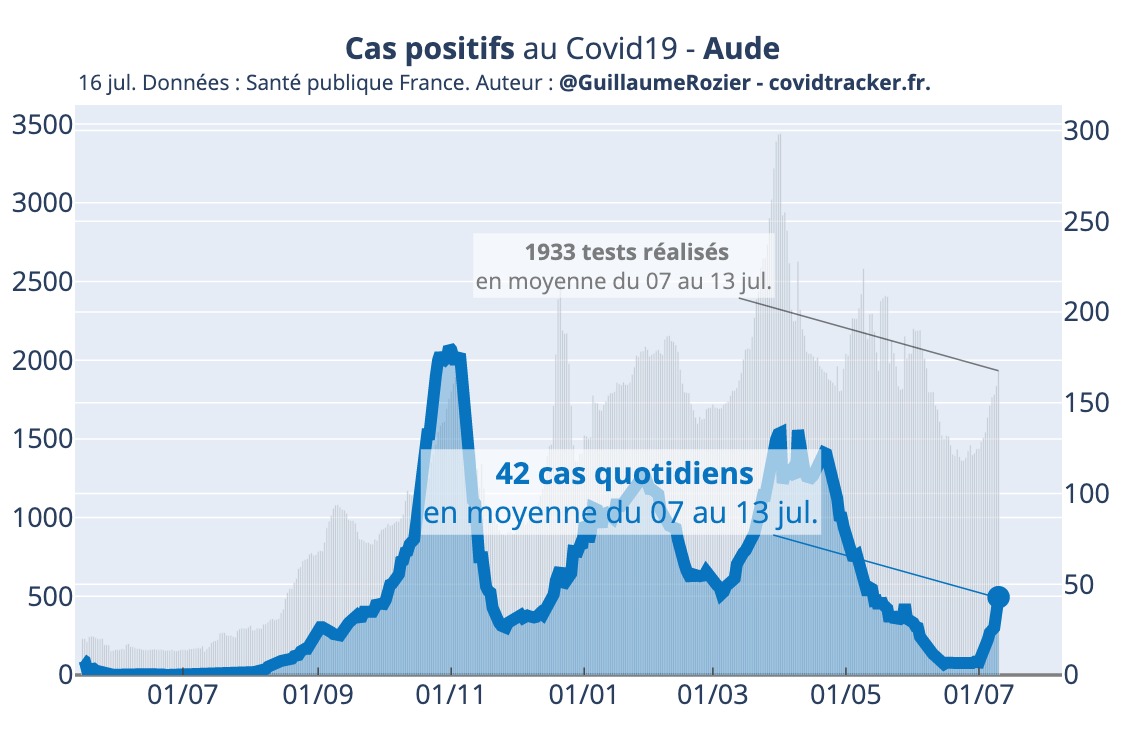 Cas positifs au Covid19 - Aude
16 jul. Données : Santé publique France. Auteur : @GuillaumeRozier - covidtracker.fr.
3500
3000
2500
2000
1500
1000
500
0
300
250
200
150
100
50
0
1933 tests réalisés
en moyenne du 07 au 13 jul.
42 cas quotidiens
en moyenne du 07 au 13 jul.
01/07 01/09 01/11 01/01 01/03 01/05 01/07